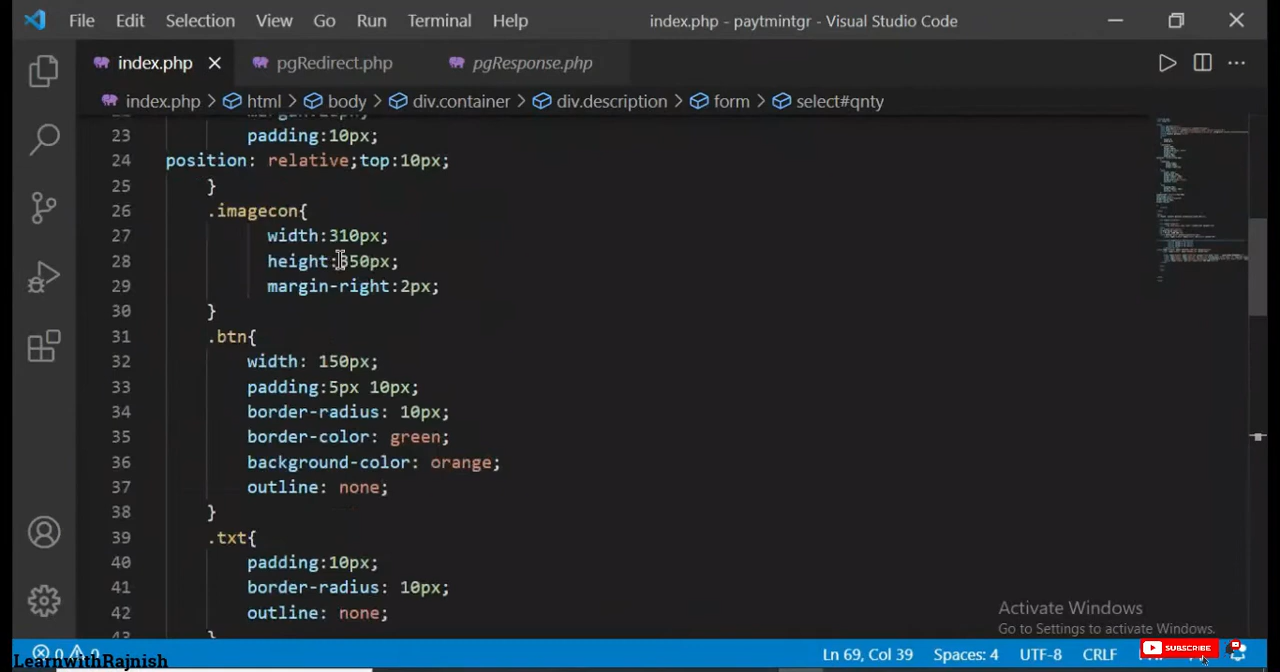 File Edit Selection View Go Run Terminal Help index.php - paytmintgr - Visual Studio Code
index.php pgRedirect.php pgResponse.php
index.php > html > body > div.container > div.description > form > select#qnty
23 padding:10px;
24 position: relative;top:10px;
25 }
26 .imagecon{
27 width:310px;
28 height:350px;
29 margin-right:2px;
30 }
31 .btn{
32 width: 150px;
33 padding:5px 10px;
34 border-radius: 10px;
35 border-color: green;
36 background-color: orange;
37 outline: none;
38 }
39 .txt{
40 padding:10px;
41 border-radius: 10px;
42 outline: none;
Activate Windows
Go to Settings to activate Windows.
Ln 69, Col 39 Spaces: 4 UTF-8 CRLF SUBSCRIBE
LearnwithRajnish